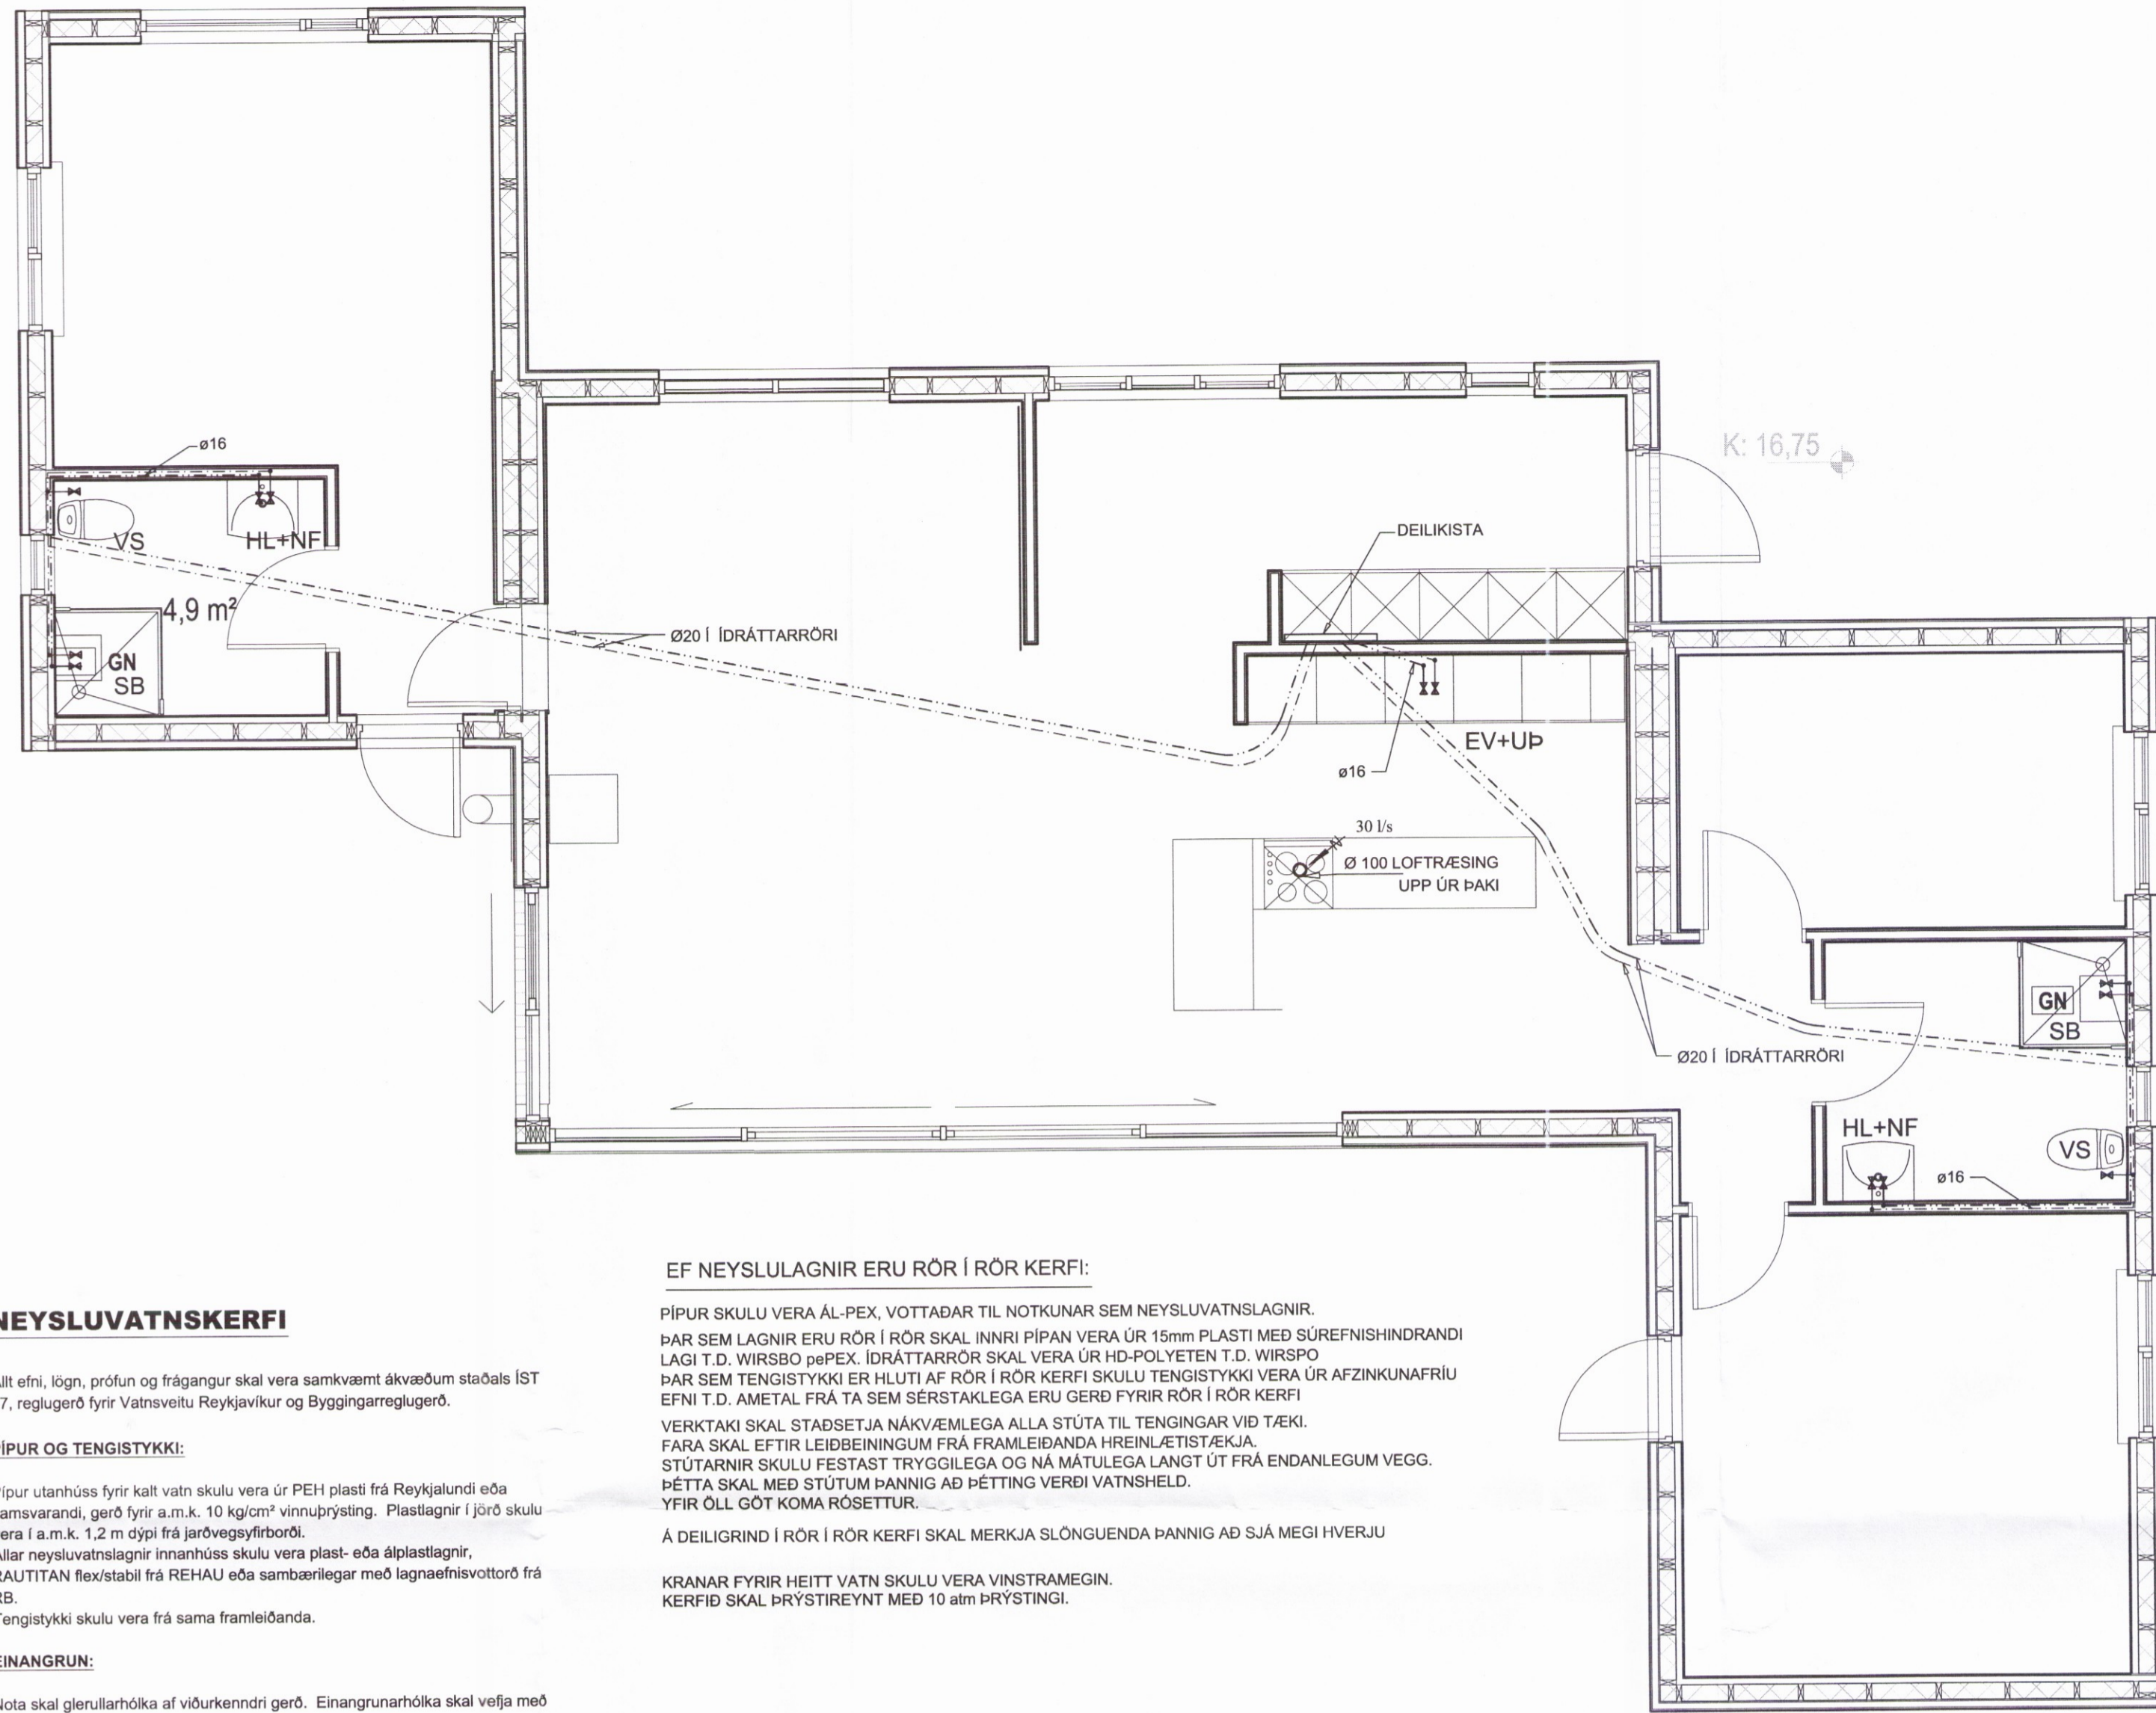 ø16
K: 16,75
VS
HL+NF
DEILIKISTA
4,9 m²
Ø20 Í ÍDRÁTTARRÖRI
GN
SB
EV+UÞ
ø16
30 l/s
Ø 100 LOFTRÆSING
UPP ÚR ÞAKI
GN
SB
Ø20 Í ÍDRÁTTARRÖRI
HL+NF
VS
ø16
NEYSLUVATNSKERFI
Allt efni, lögn, prófun og frágangur skal vera samkvæmt ákvæðum staðals ÍST
7, reglugerð fyrir Vatnsveitu Reykjavíkur og Byggingarreglugerð.
PÍPUR OG TENGISTYKKI:
Pípur utanhúss fyrir kalt vatn skulu vera úr PEH plasti frá Reykjalundi eða
samsvarandi, gerð fyrir a.m.k. 10 kg/cm² vinnuþrýsting. Plastlagnir í jörð skulu
vera í a.m.k. 1,2 m dýpi frá jarðvegsyfirborði.
Allar neysluvatnslagnir innanhúss skulu vera plast- eða álplastlagnir,
RAUTITAN flex/stabil frá REHAU eða sambærilegar með lagnaefnisvottorð frá
RB.
Tengistykki skulu vera frá sama framleiðanda.
EINANGRUN:
Nota skal glerullarhólka af viðurkenndri gerð. Einangrunarhólka skal vefja með
EF NEYSLULAGNIR ERU RÖR Í RÖR KERFI:
PÍPUR SKULU VERA ÁL-PEX, VOTTAÐAR TIL NOTKUNAR SEM NEYSLUVATNSLAGNIR.
ÞAR SEM LAGNIR ERU RÖR Í RÖR SKAL INNRI PÍPAN VERA ÚR 15mm PLASTI MEÐ SÚREFNISHINDRANDI
LAGI T.D. WIRSBO pePEX. ÍDRÁTTARRÖR SKAL VERA ÚR HD-POLYETEN T.D. WIRSPO
ÞAR SEM TENGISTYKKI ER HLUTI AF RÖR Í RÖR KERFI SKULU TENGISTYKKI VERA ÚR AFZINKUNAFRÍU
EFNI T.D. AMETAL FRÁ TA SEM SÉRSTAKLEGA ERU GERÐ FYRIR RÖR Í RÖR KERFI
VERKTAKI SKAL STAÐSETJA NÁKVÆMLEGA ALLA STÚTA TIL TENGINGAR VIÐ TÆKI.
FARA SKAL EFTIR LEIÐBEININGUM FRÁ FRAMLEIÐANDA HREINLÆTISTÆKJA.
STÚTARNIR SKULU FESTAST TRYGGILEGA OG NÁ MÁTULEGA LANGT ÚT FRÁ ENDANLEGUM VEGG.
ÞÉTTA SKAL MEÐ STÚTUM ÞANNIG AÐ ÞÉTTING VERÐI VATNSHELD.
YFIR ÖLL GÖT KOMA RÓSETTUR.
Á DEILIGRIND Í RÖR Í RÖR KERFI SKAL MERKJA SLÖNGUENDA ÞANNIG AÐ SJÁ MEGI HVERJU
KRANAR FYRIR HEITT VATN SKULU VERA VINSTRAMEGIN.
KERFIÐ SKAL ÞRÝSTIREYNT MEÐ 10 atm ÞRÝSTINGI.